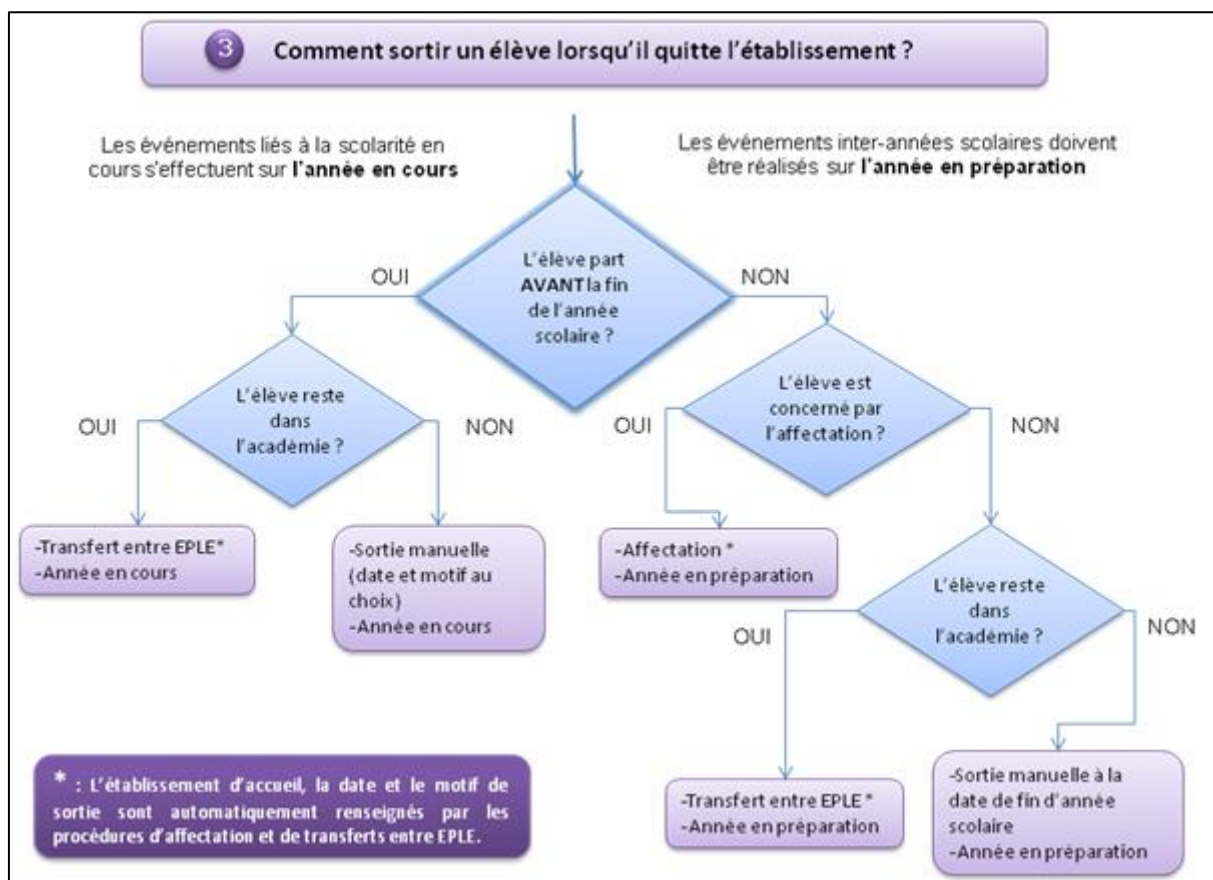 3 Comment sortir un élève lorsqu'il quitte l'établissement ?
Les événements liés à la scolarité en
cours s'effectuent sur l'année en cours
Les événements inter-années scolaires doivent
être réalisés sur l'année en préparation
L'élève part
AVANT la fin
de l'année
scolaire ?
OUI
NON
L'élève reste
dans
l'académie ?
OUI
NON
L'élève est
concerné par
l'affectation ?
OUI
NON
-Transfert entre EPLE*
-Année en cours
-Sortie manuelle
(date et motif au
choix)
-Année en cours
-Affectation *
-Année en préparation
L'élève reste
dans
l'académie ?
OUI
NON
* : L'établissement d'accueil, la date et le motif de
sortie sont automatiquement renseignés par les
procédures d'affectation et de transferts entre EPLE.
-Transfert entre EPLE *
-Année en préparation
-Sortie manuelle à la
date de fin d'année
scolaire
-Année en préparation